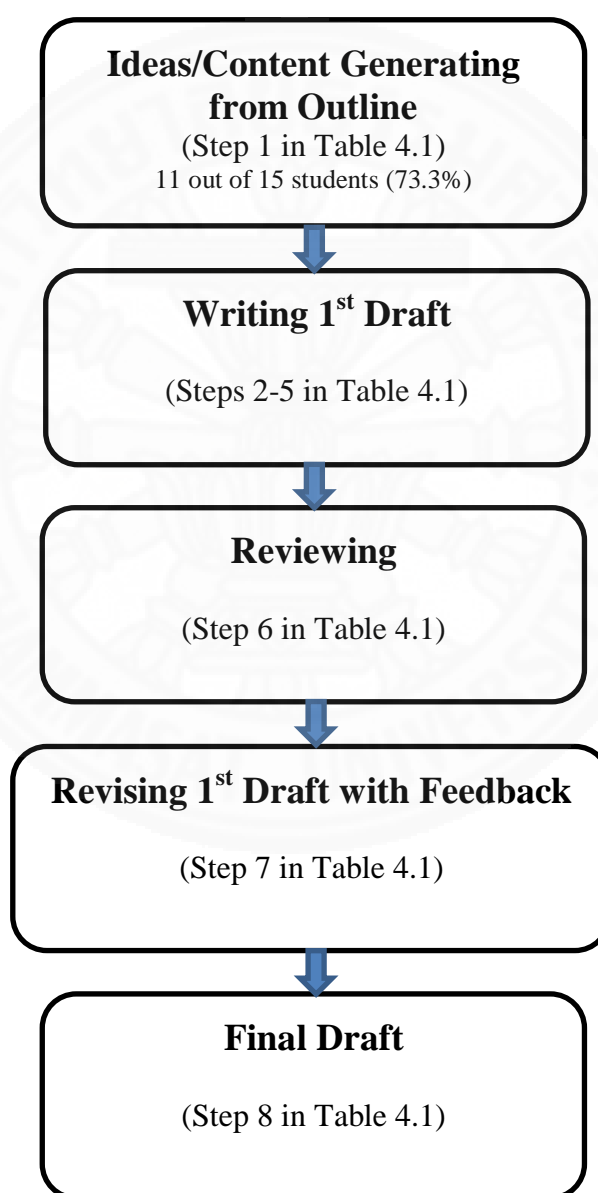 Ideas/Content Generating
from Outline
(Step 1 in Table 4.1)
11 out of 15 students (73.3%)
Writing 1st Draft
(Steps 2-5 in Table 4.1)
Reviewing
(Step 6 in Table 4.1)
Revising 1st Draft with Feedback
(Step 7 in Table 4.1)
Final Draft
(Step 8 in Table 4.1)